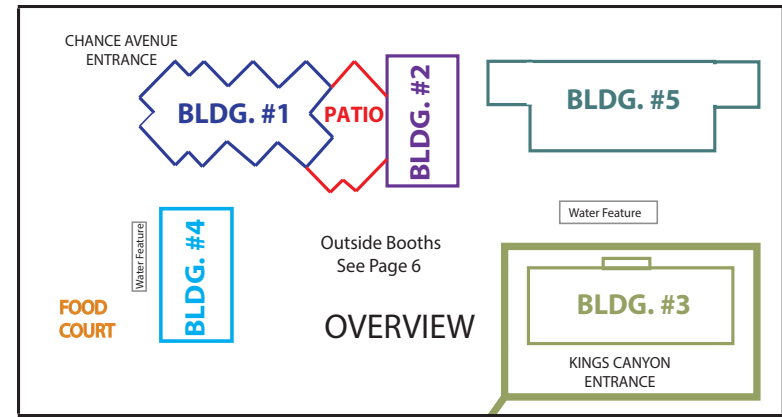 CHANCE AVENUE
ENTRANCE
BLDG. #1
PATIO
BLDG. #2
BLDG. #5
Water Feature
Water Feature
BLDG. #4
Outside Booths
See Page 6
FOOD
COURT
OVERVIEW
BLDG. #3
KINGS CANYON
ENTRANCE